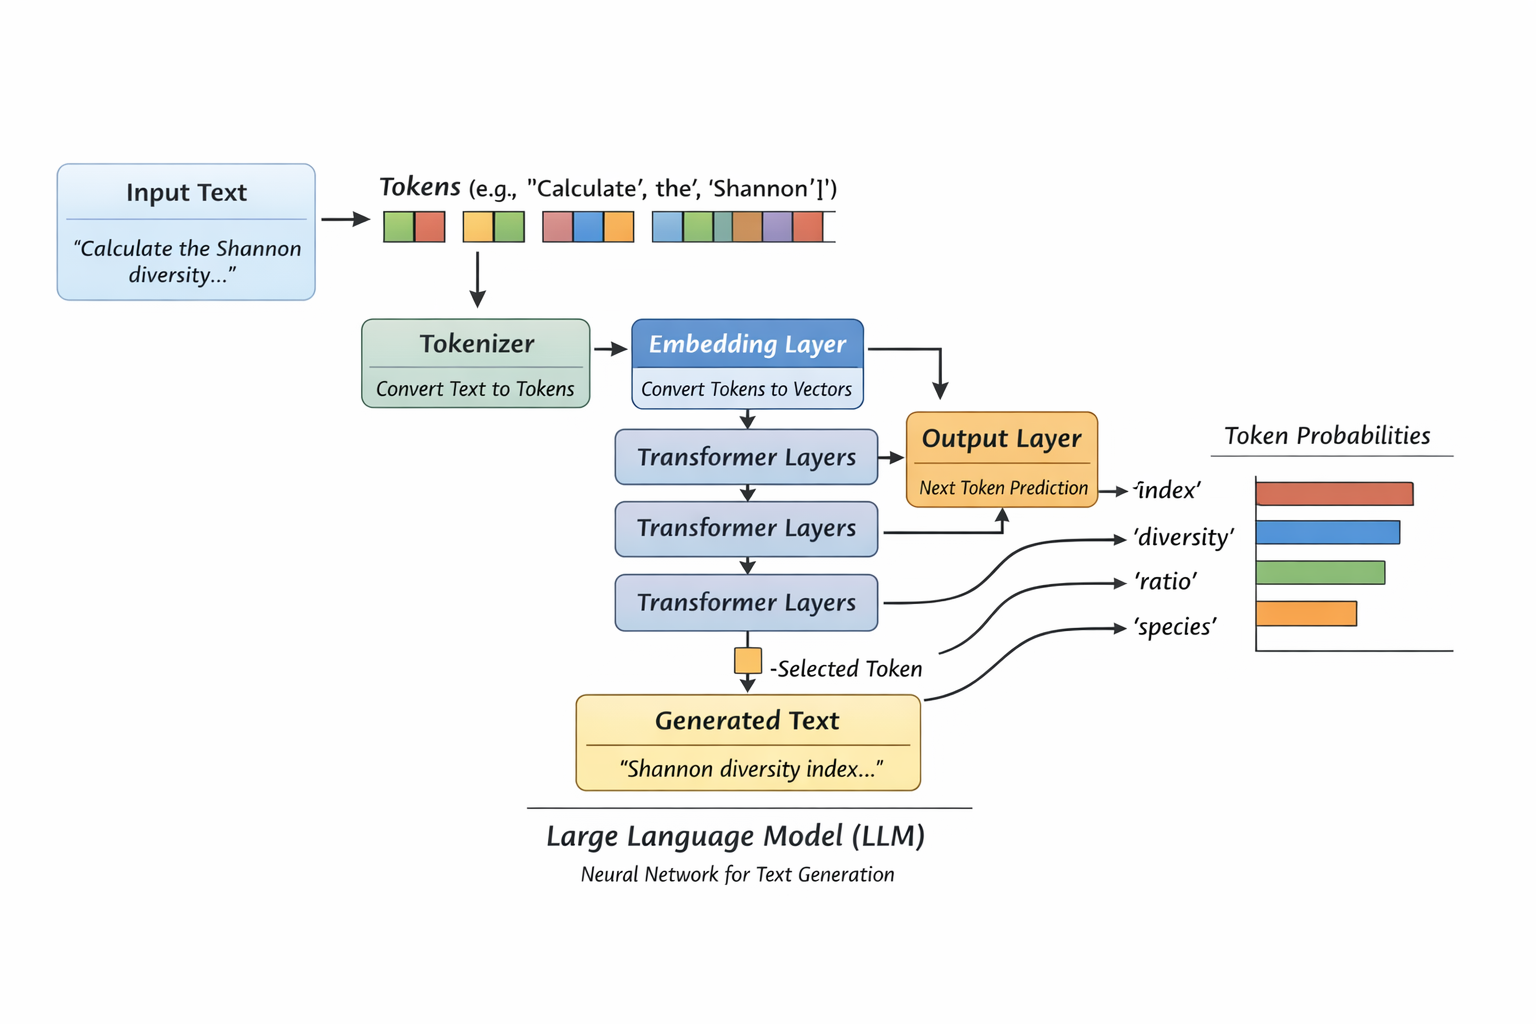 Input Text
“Calculate the Shannon
diversity...”
Tokens (e.g., "Calculate’, the’, ‘Shannon’]')
Tokenizer
Convert Text to Tokens
Embedding Layer
Convert Tokens to Vectors
Transformer Layers
Transformer Layers
Transformer Layers
Output Layer
Next Token Prediction
Token Probabilities
‘index’
‘diversity’
‘ratio’
‘species’
-Selected Token
Generated Text
“Shannon diversity index...”
Large Language Model (LLM)
Neural Network for Text Generation